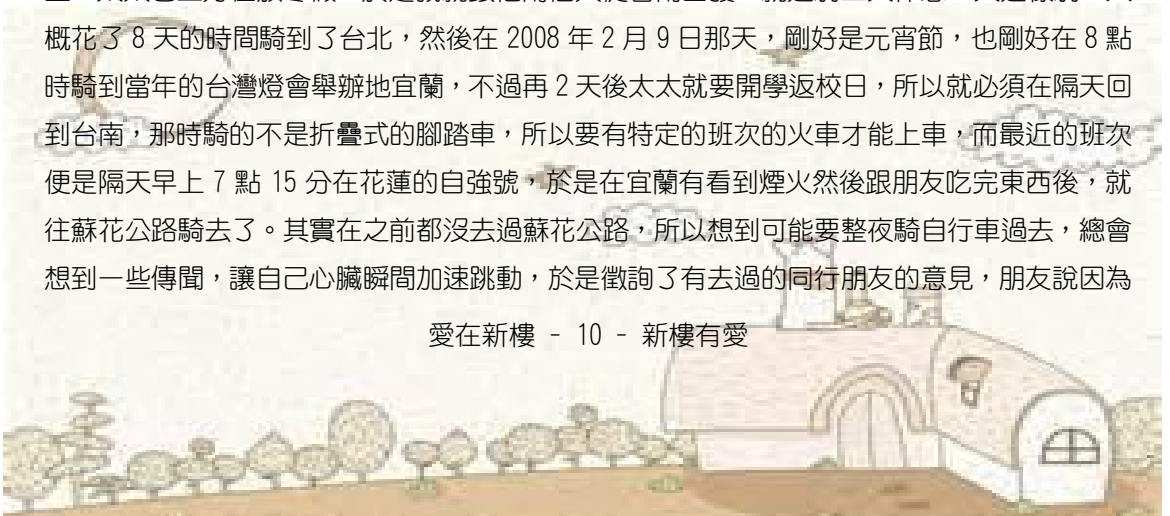 概花了 8 天的時間騎到了台北，然後在 2008 年 2 月 9 日那天，剛好是元宵節，也剛好在 8 點
時騎到當年的台灣燈會舉辦地宜蘭，不過再 2 天後太太就要開學返校日，所以就必須在隔天回
到台南，那時騎的不是折疊式的腳踏車，所以要有特定的班次的火車才能上車，而最近的班次
便是隔天早上 7 點 15 分在花蓮的自強號，於是在宜蘭有看到煙火然後跟朋友吃完東西後，就
往蘇花公路騎去了。其實在之前都沒去過蘇花公路，所以想到可能要整夜騎自行車過去，總會
想到一些傳聞，讓自己心臟瞬間加速跳動，於是徵詢了有去過的同行朋友的意見，朋友說因為
愛在新樓 - 10 - 新樓有愛